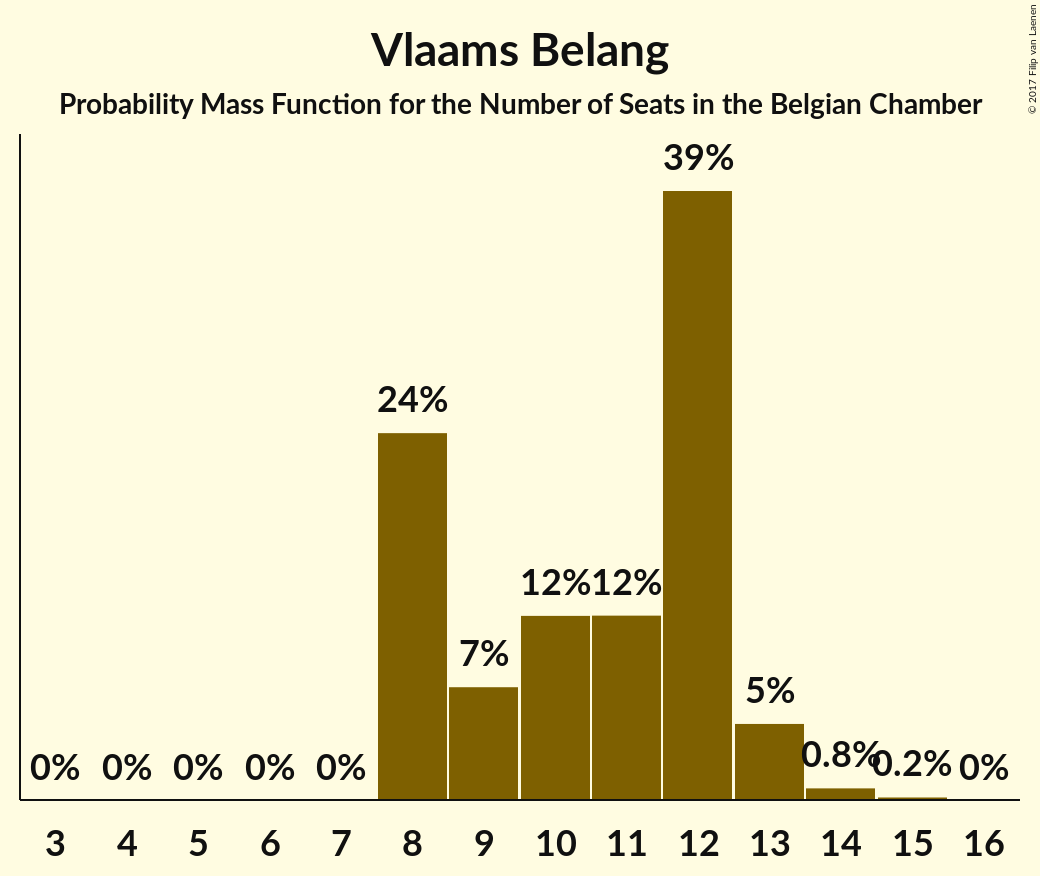 Vlaams Belang
Probability Mass Function for the Number of Seats in the Belgian Chamber
© 2017 Filip van Laenen
39%
24%
12% 12%
7%
5%
0% 0% 0% 0% 0% 0.8% 0.2% 0%
3 4 5 6 7 8 9 10 11 12 13 14 15 16